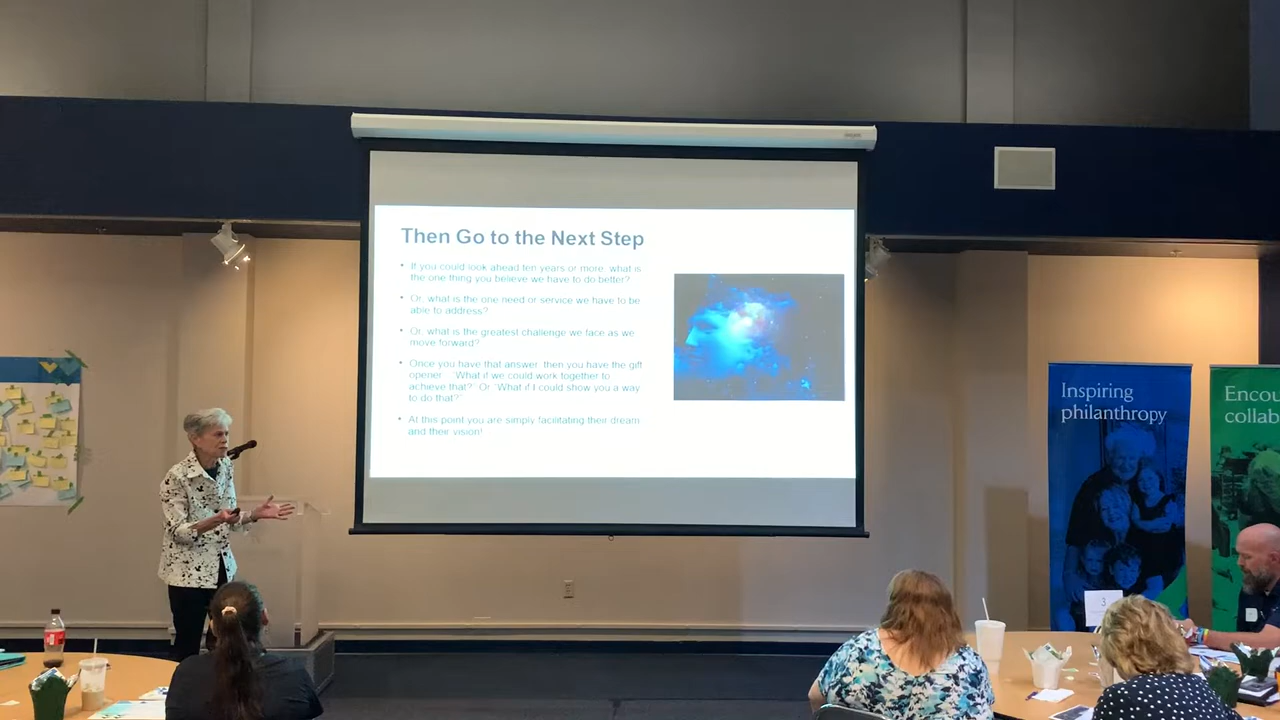 Then Go to the Next Step
• If you could look ahead ten years or more, what is
the one thing you believe we have to do better?
• Or, what is the one need or service we have to be
able to address?
• Or, what is the greatest challenge we face as we
move forward?
• Once you have that answer, then you have the gift
opener. "What if we could work together to
achieve that?" Or "What if I could show you a way
to do that?"
• At this point you are simply facilitating their dream
and their vision!
Inspiring
philanthropy
Encou
collab
3